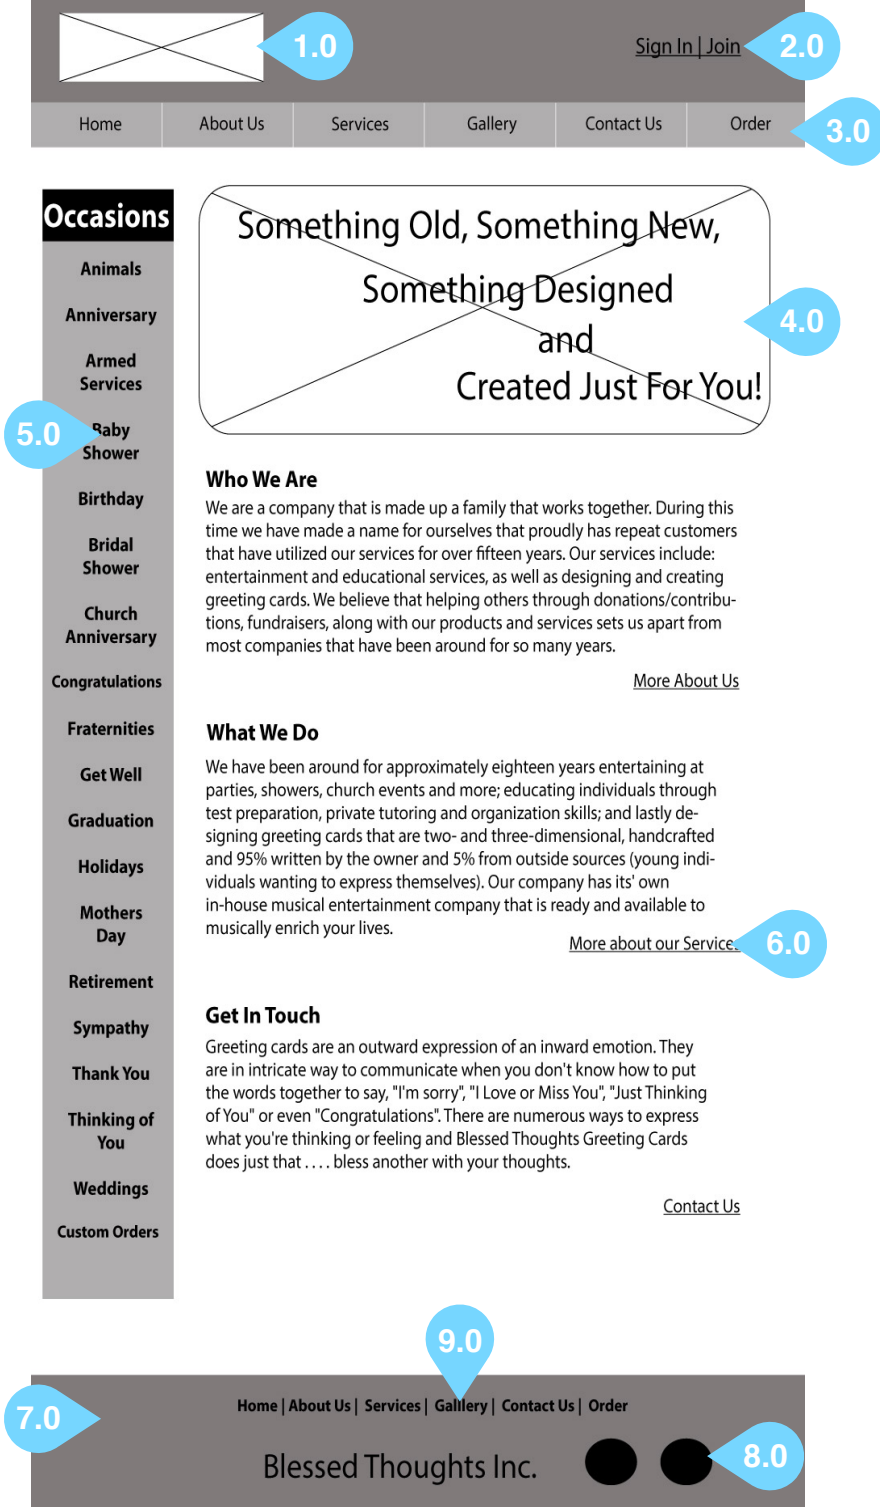 1.0
Sign In | Join
2.0
Home
About Us
Services
Gallery
Contact Us
Order
3.0
Occasions
Animals
Anniversary
Armed
Services
Baby
Shower
5.0
Birthday
Bridal
Shower
Church
Anniversary
Congratulations
Fraternities
Get Well
Graduation
Holidays
Mothers
Day
Retirement
Sympathy
Thank You
Thinking of
You
Weddings
Custom Orders
Something Old, Something New,
Something Designed
and
Created Just For You!
4.0
Who We Are
We are a company that is made up a family that works together. During this
time we have made a name for ourselves that proudly has repeat customers
that have utilized our services for over fifteen years. Our services include:
entertainment and educational services, as well as designing and creating
greeting cards. We believe that helping others through donations/contribu-
tions, fundraisers, along with our products and services sets us apart from
most companies that have been around for so many years.
More About Us
What We Do
We have been around for approximately eighteen years entertaining at
parties, showers, church events and more; educating individuals through
test preparation, private tutoring and organization skills; and lastly de-
signing greeting cards that are two- and three-dimensional, handcrafted
and 95% written by the owner and 5% from outside sources (young indi-
viduals wanting to express themselves). Our company has its' own
in-house musical entertainment company that is ready and available to
musically enrich your lives.
More about our Services
6.0
Get In Touch
Greeting cards are an outward expression of an inward emotion. They
are in intricate way to communicate when you don't know how to put
the words together to say, "I'm sorry", "I Love or Miss You", "Just Thinking
of You" or even "Congratulations". There are numerous ways to express
what you're thinking or feeling and Blessed Thoughts Greeting Cards
does just that . . . . bless another with your thoughts.
Contact Us
9.0
7.0
Home | About Us | Services | Galllery | Contact Us | Order
Blessed Thoughts Inc.
8.0